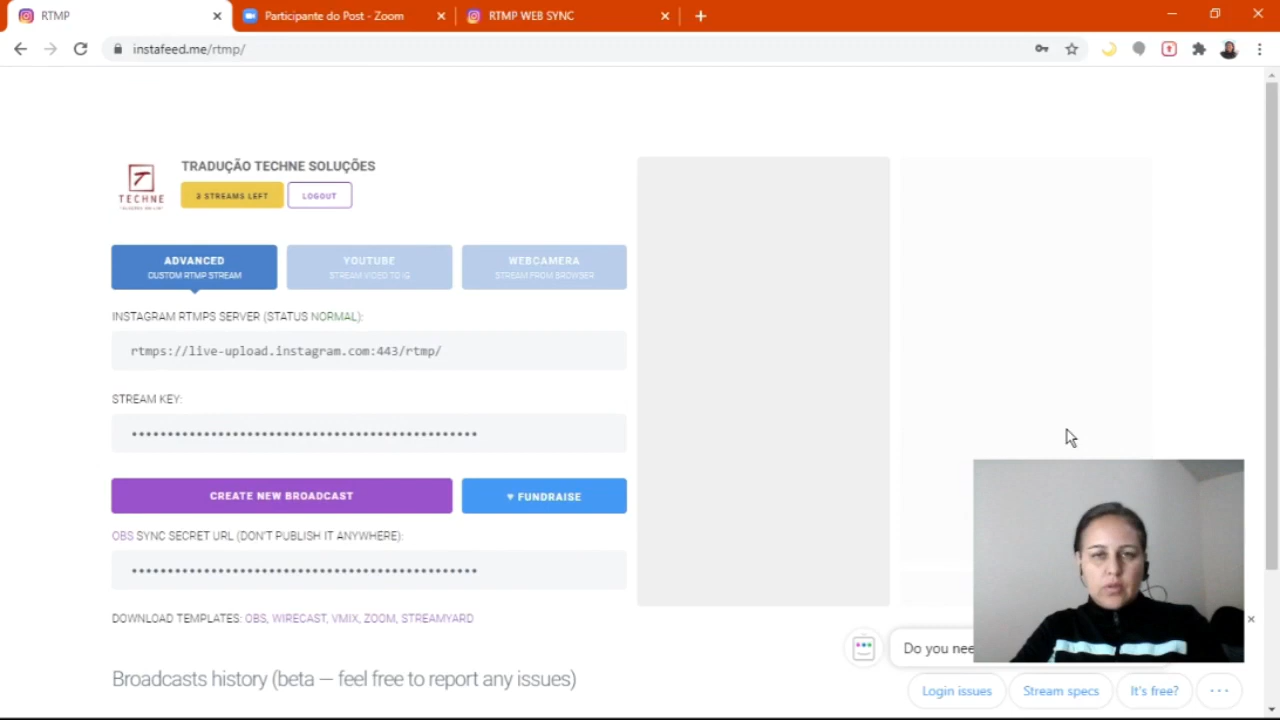 RTMP
Participante do Post - Zoom
RTMP WEB SYNC
instafeed.me/rtmp/
TECHNE
TRADUÇÃO TECHNE SOLUÇÕES
3 STREAMS LEFT
LOGOUT
ADVANCED
CUSTOM RTMP STREAM
YOUTUBE
STREAM VIDEO TO IG
WEBCAMERA
STREAM FROM BROWSER
INSTAGRAM RTMPS SERVER (STATUS NORMAL):
rtmps://live-upload.instagram.com:443/rtmp/
STREAM KEY:
CREATE NEW BROADCAST
♥ FUNDRAISE
OBS SYNC SECRET URL (DON'T PUBLISH IT ANYWHERE):
DOWNLOAD TEMPLATES: OBS, WIRECAST, VMIX, ZOOM, STREAMYARD
Do you
Broadcasts history (beta — feel free to report any issues)
Login issues
Stream specs
It's free?